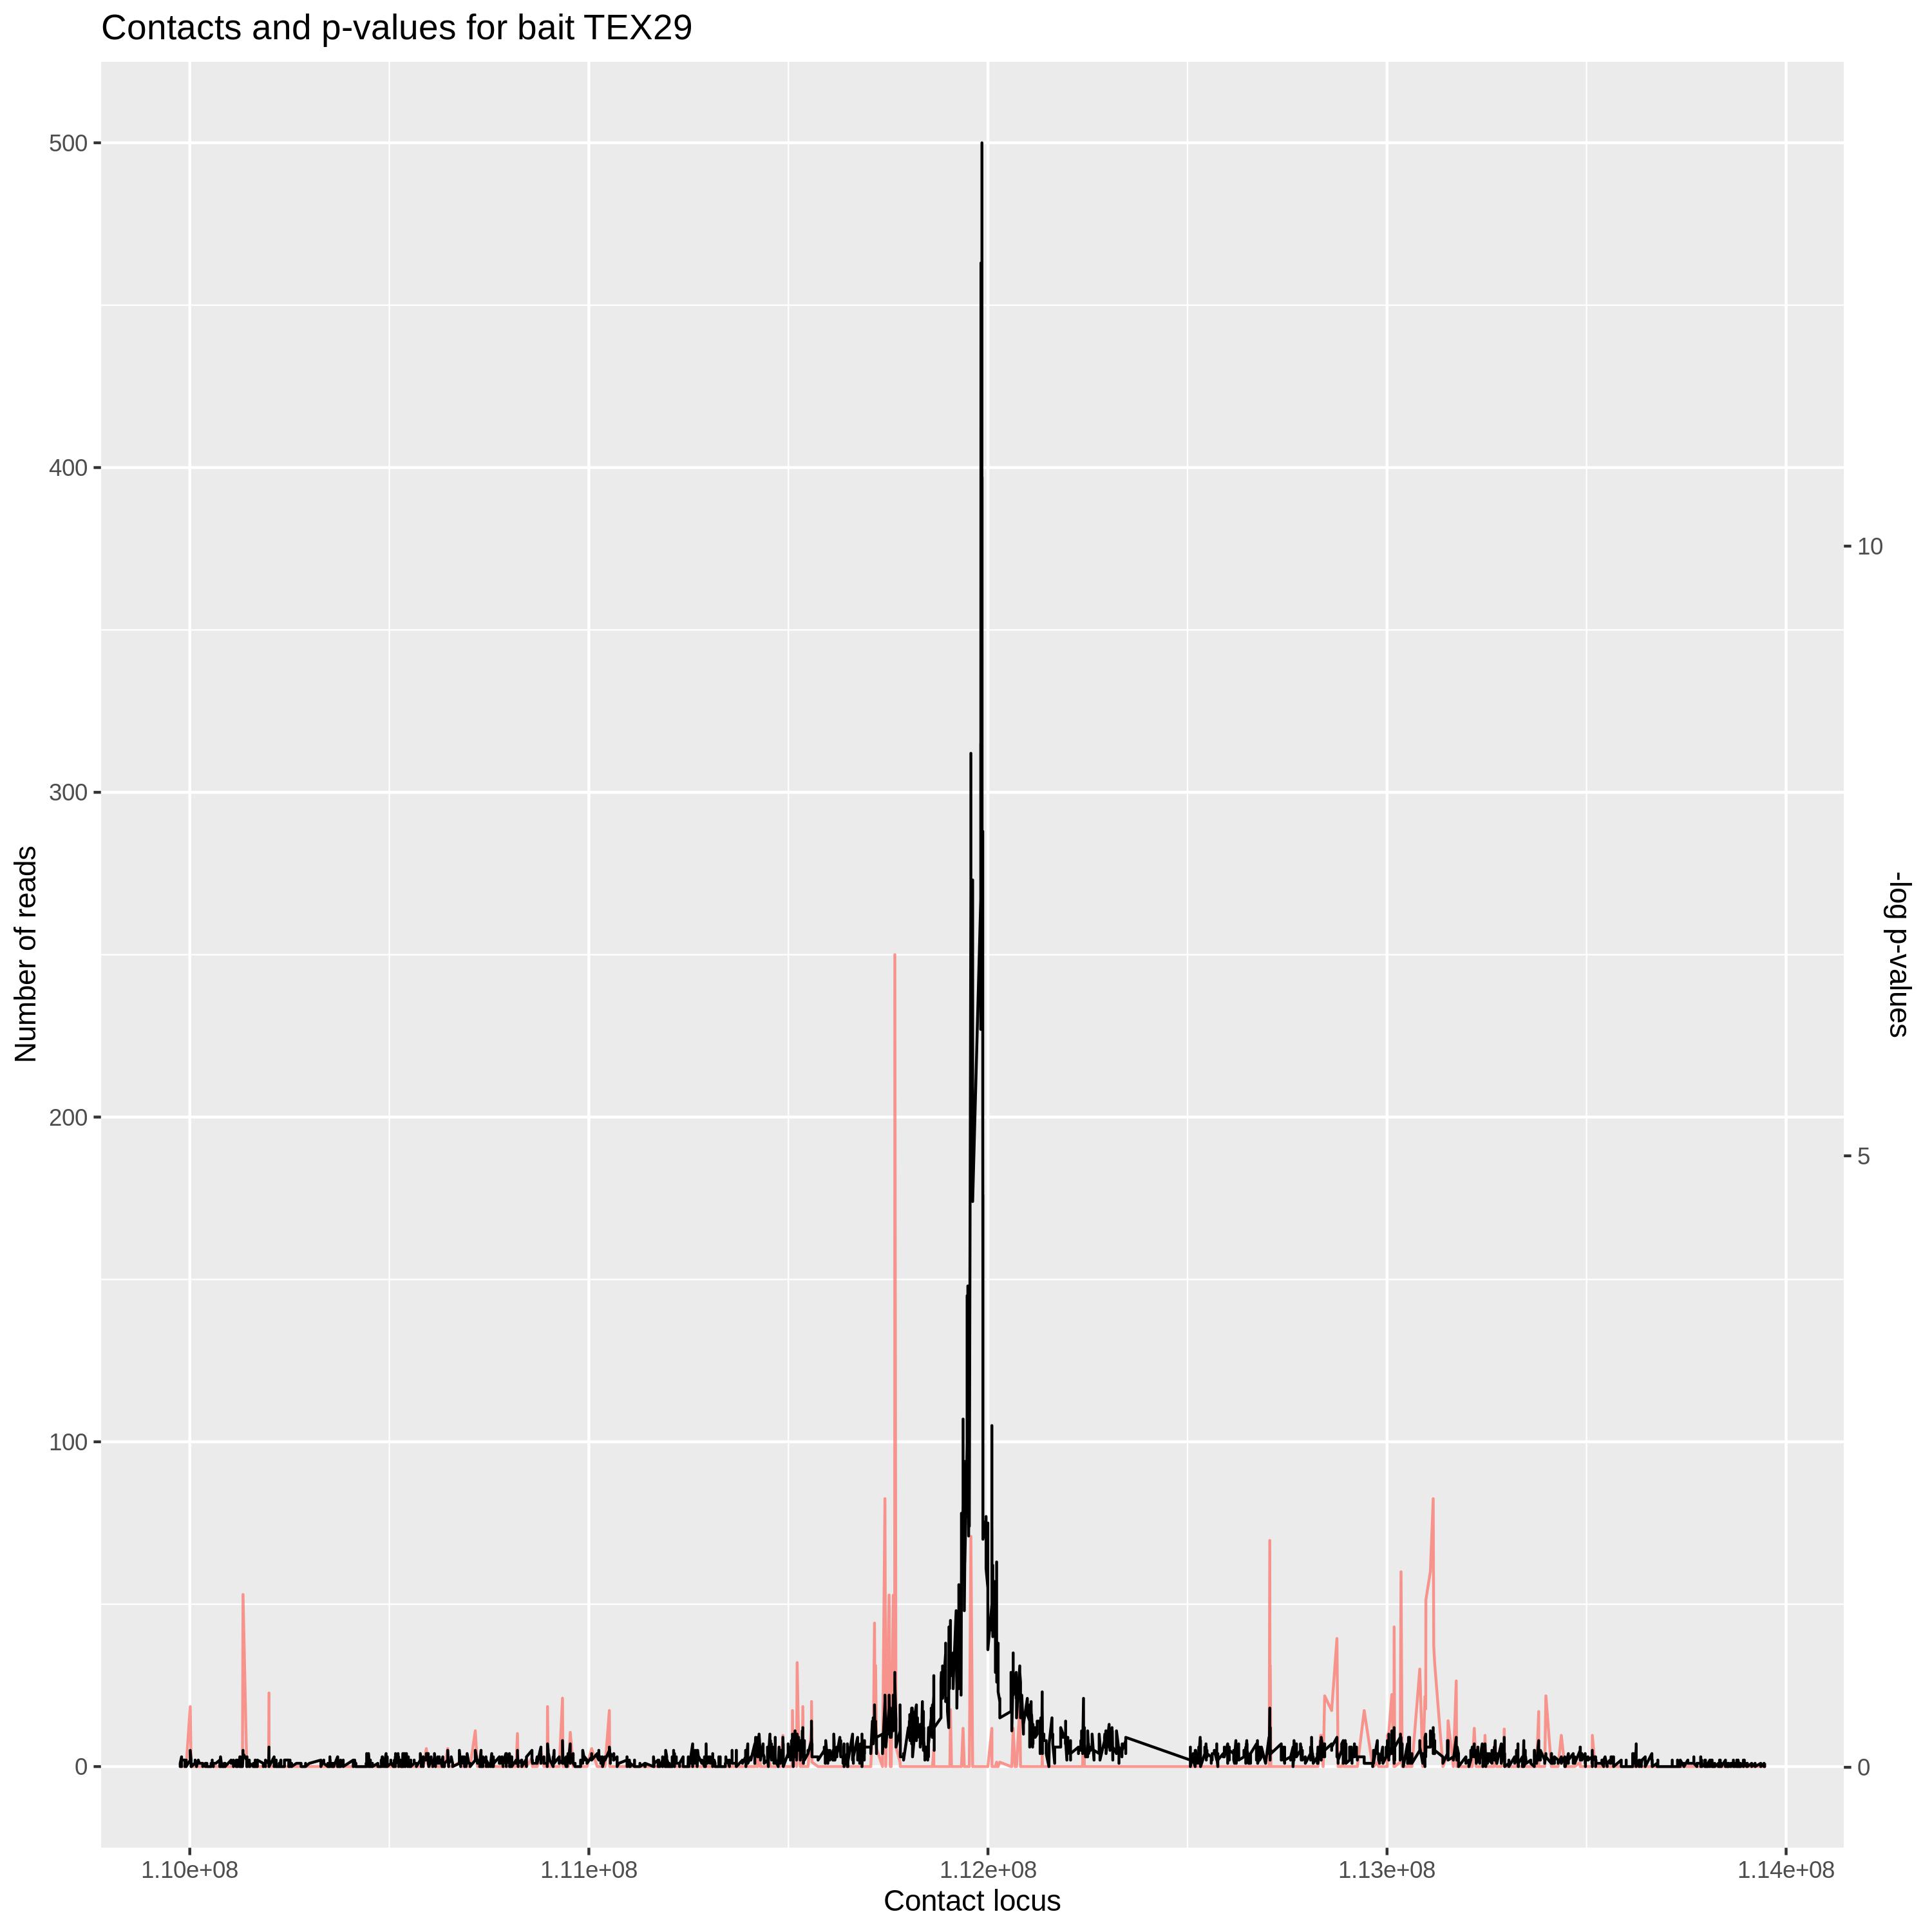 Contacts and p-values for bait TEX29
500
400
300
200
100
0
Number of reads
10
5
0
-log p-values
1.10e+08
1.11e+08
1.12e+08
1.13e+08
1.14e+08
Contact locus